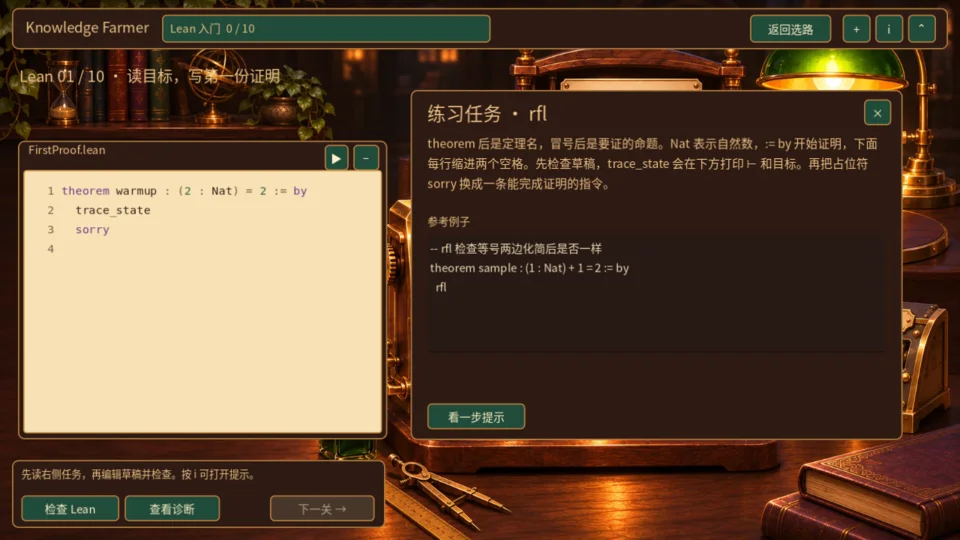 Knowledge Farmer
Lean 入门 0 / 10
返回选路
+
i
⌃
Lean 01 / 10 · 读目标，写第一份证明
FirstProof.lean
▶
−
1 theorem warmup : (2 : Nat) = 2 := by
2   trace_state
3   sorry
4
练习任务 · rfl
×
theorem 后是定理名，冒号后是要证的命题。Nat 表示自然数，:= by 开始证明，下面
每行缩进两个空格。先检查草稿，trace_state 会在下方打印 ⊢ 和目标。再把占位符
sorry 换成一条能完成证明的指令。
参考例子
-- rfl 检查等号两边化简后是否一样
theorem sample : (1 : Nat) + 1 = 2 := by
  rfl
看一步提示
先读右侧任务，再编辑草稿并检查。按 i 可打开提示。
检查 Lean
查看诊断
下一关 →